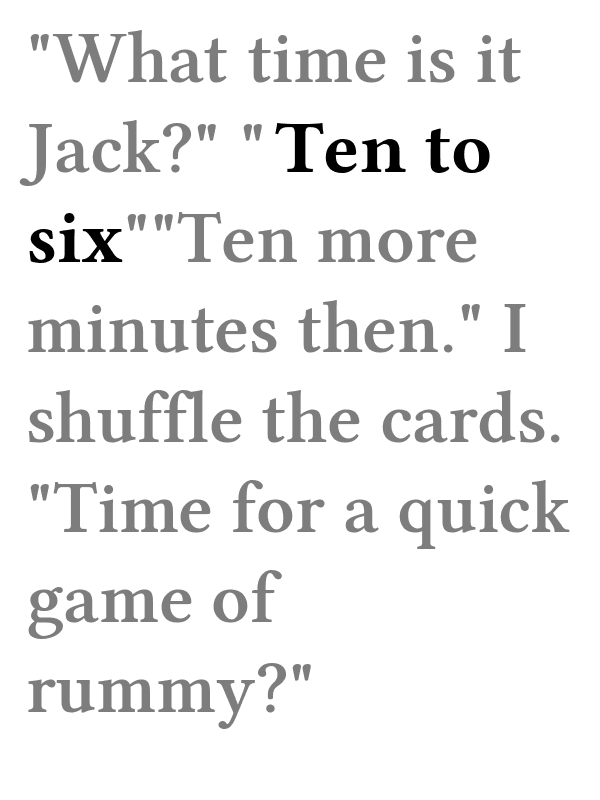 "What time is it
Jack?" "Ten to
six""Ten more
minutes then." I
shuffle the cards.
"Time for a quick
game of
rummy?"